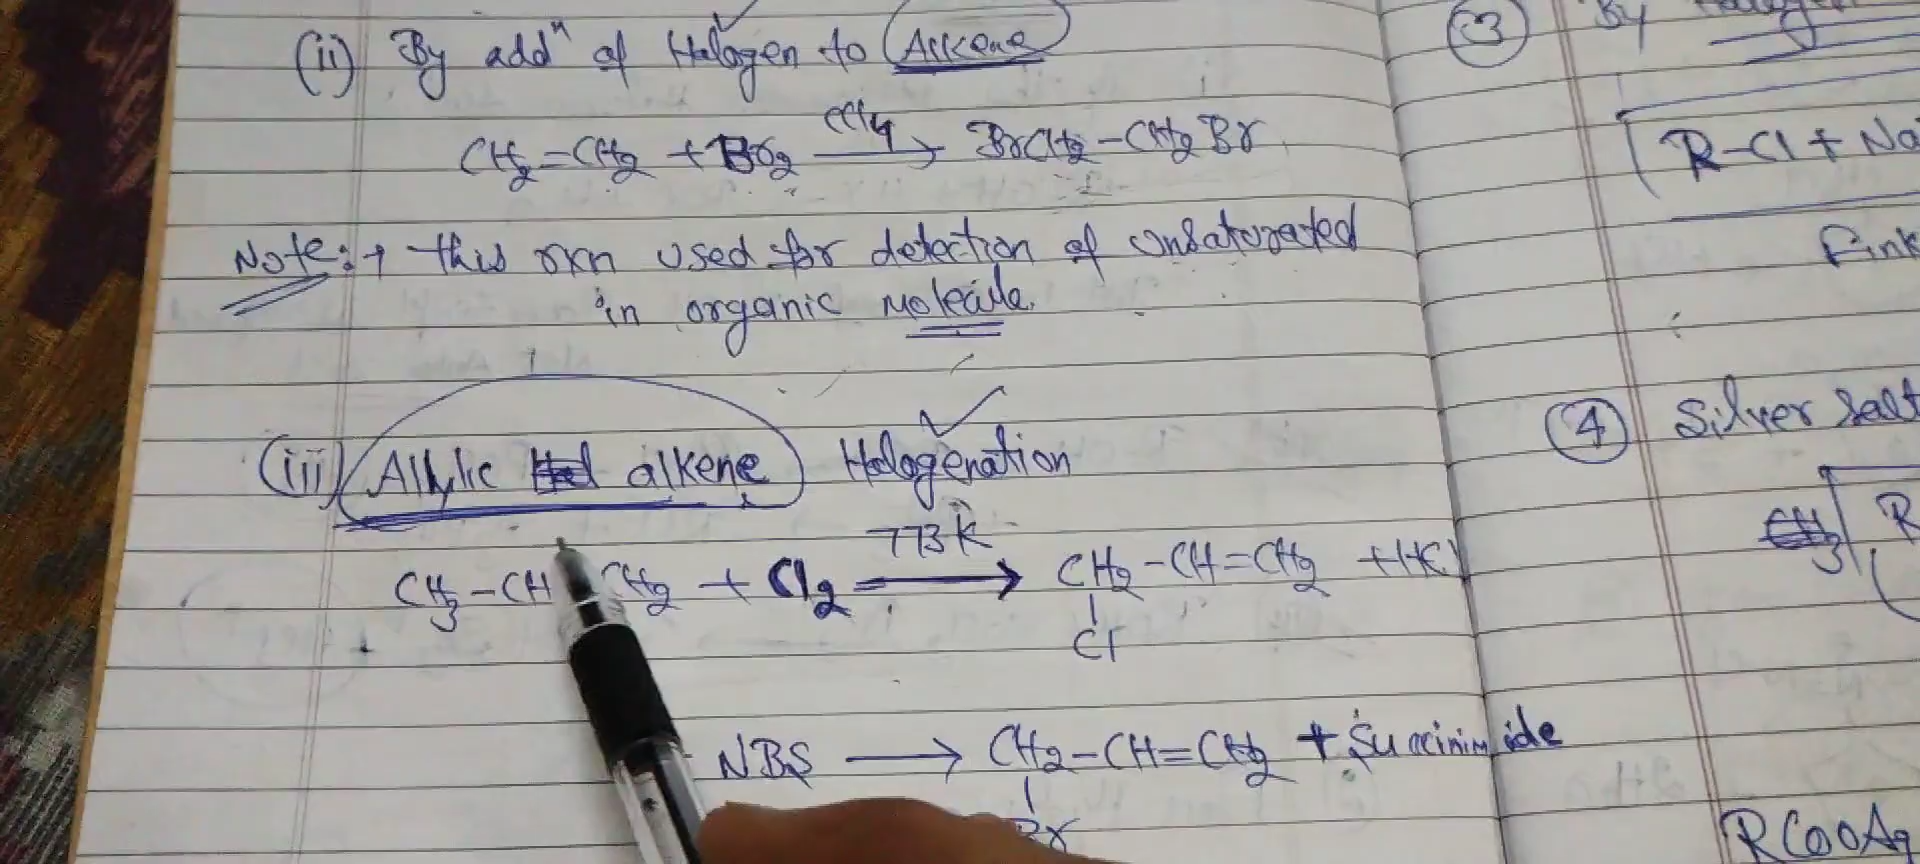 (ii) By addⁿ of Halogen to Alkene
CH₂=CH₂ + Br₂ ⟶ BrCH₂-CH₂Br
CCl₄
Note:→ this rxn used for detection of Unsaturated
in organic Molecule.
(iii) Allylic alkene Halogenation
773 K
CH₃-CH CH₂ + Cl₂ ⟶ CH₂-CH=CH₂ + HCl
Cl
NBS ⟶ CH₂-CH=CH₂ + Succinimide
Br
③ By
R-Cl + Na
Fink
④ Silver Salt
R
RCOOAg